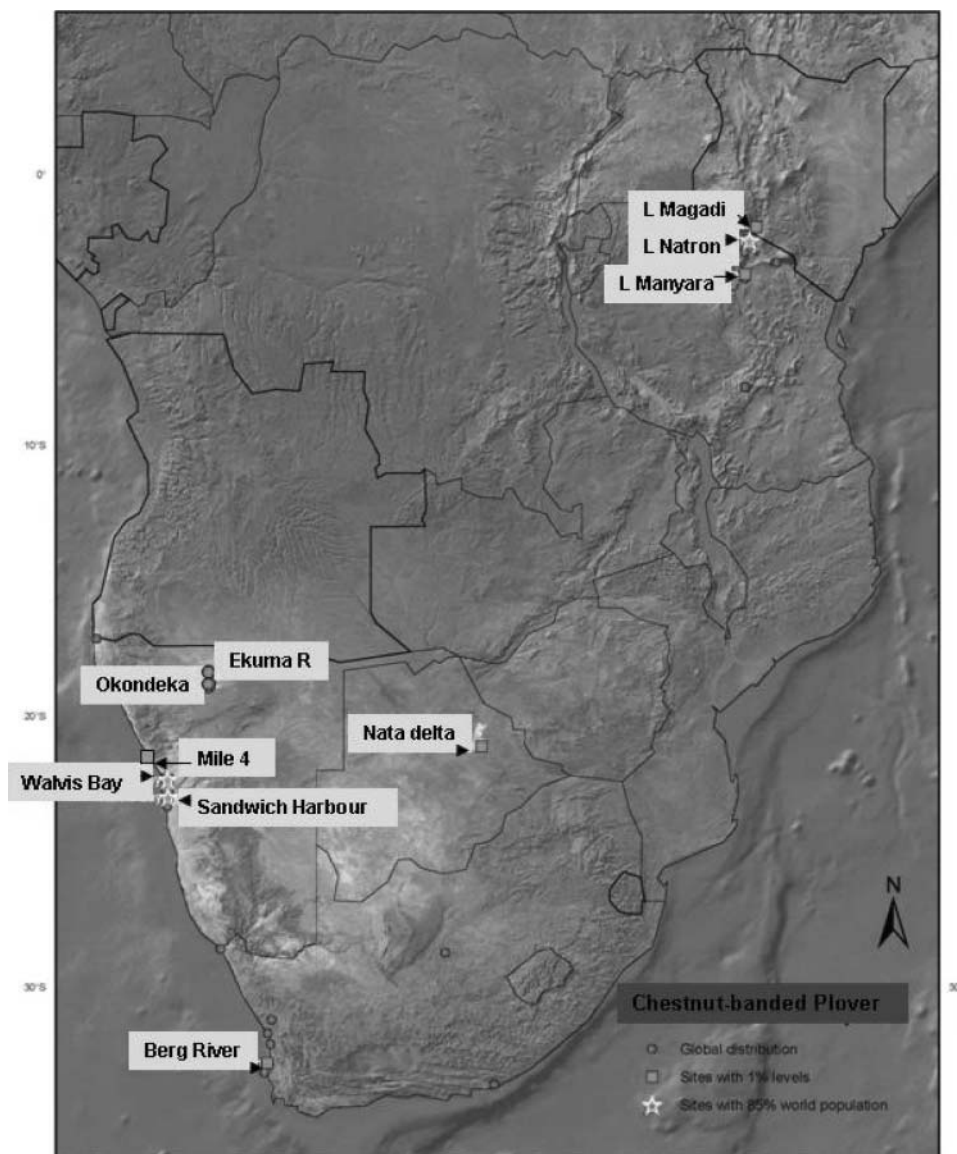 0°
L Magadi
L Natron
L Manyara
10°S
Ekuma R
Okondeka
20°S
Nata delta
Mile 4
Walvis Bay
Sandwich Harbour
N
30°S
Chestnut-banded Plover
Berg River
Global distribution
Sites with 1% levels
Sites with 85% world population